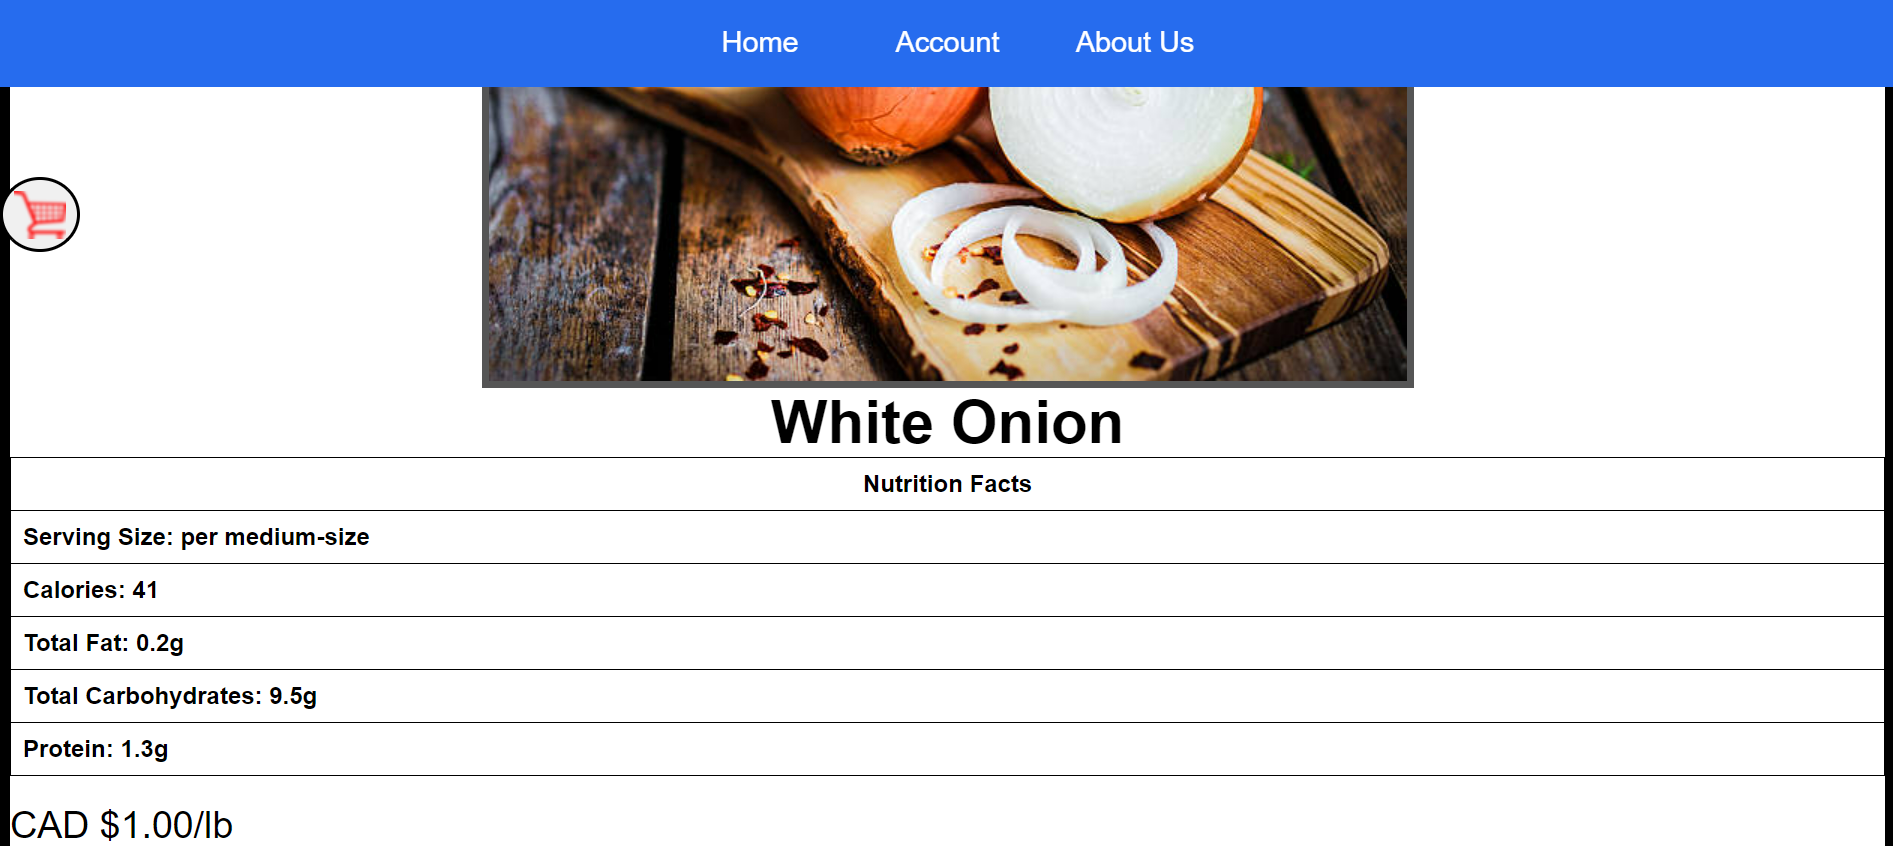 Home Account About Us
White Onion
Nutrition Facts
Serving Size: per medium-size
Calories: 41
Total Fat: 0.2g
Total Carbohydrates: 9.5g
Protein: 1.3g
CAD $1.00/lb